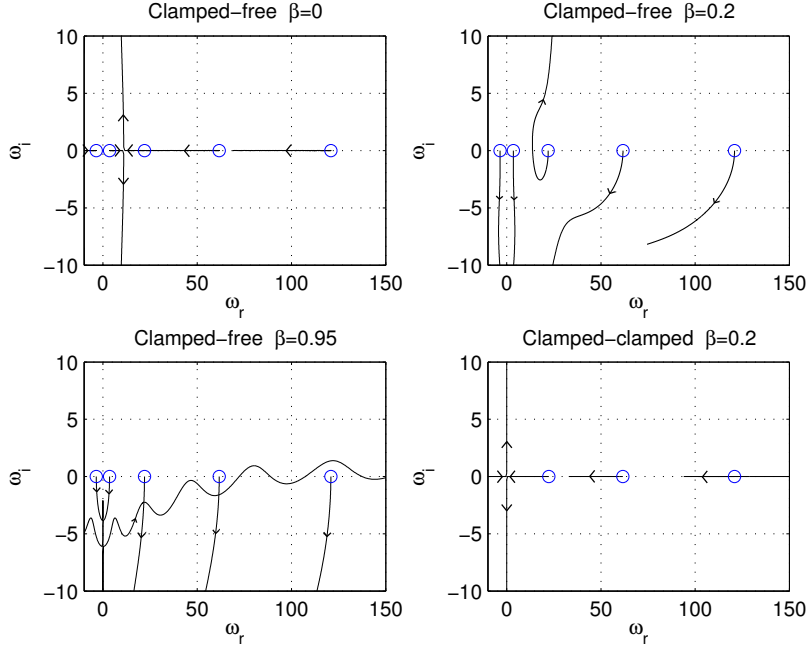 Clamped−free β=0
10
5
0
−5
−10
ω_i
0 50 100 150
ω_r
Clamped−free β=0.2
10
5
0
−5
−10
ω_i
0 50 100 150
ω_r
Clamped−free β=0.95
10
5
0
−5
−10
ω_i
0 50 100 150
ω_r
Clamped−clamped β=0.2
10
5
0
−5
−10
ω_i
0 50 100 150
ω_r